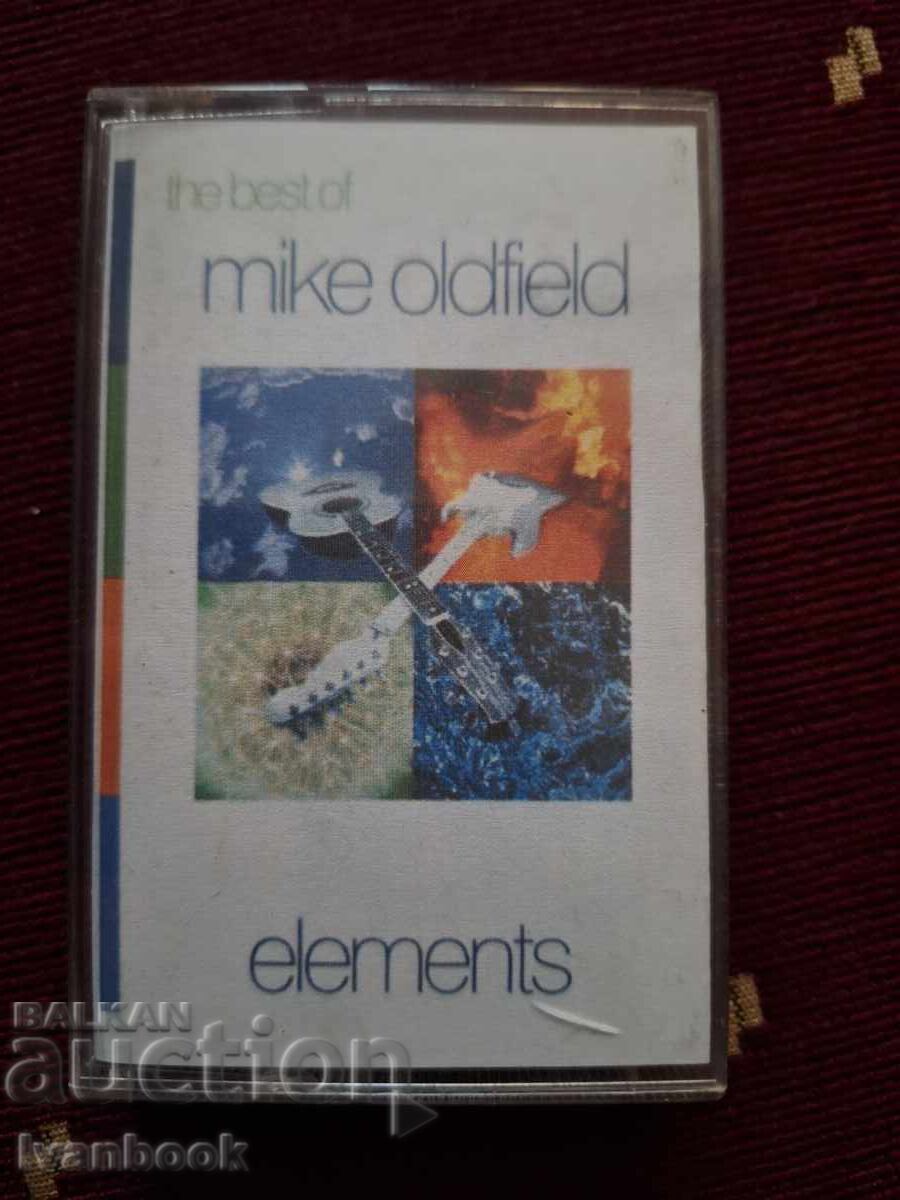 the best of
mike oldfield
elements
BALKAN
auction
Ivanbook